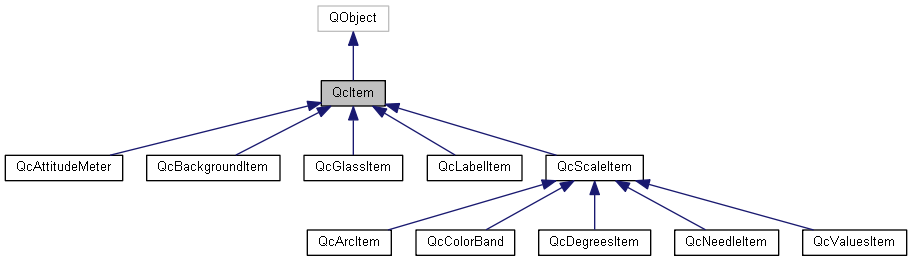 QObject
QcItem
QcAttitudeMeter
QcBackgroundItem
QcGlassItem
QcLabelItem
QcScaleItem
QcArcItem
QcColorBand
QcDegreesItem
QcNeedleItem
QcValuesItem